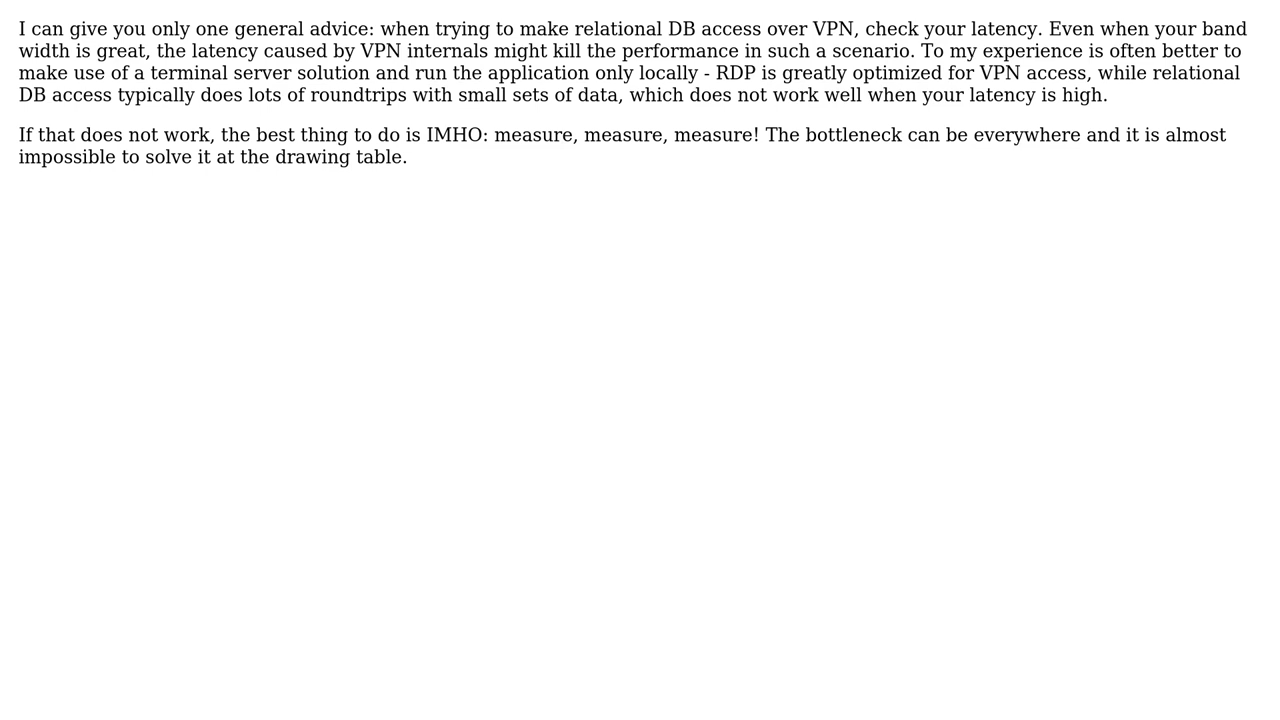 I can give you only one general advice: when trying to make relational DB access over VPN, check your latency. Even when your band
width is great, the latency caused by VPN internals might kill the performance in such a scenario. To my experience is often better to
make use of a terminal server solution and run the application only locally - RDP is greatly optimized for VPN access, while relational
DB access typically does lots of roundtrips with small sets of data, which does not work well when your latency is high.
If that does not work, the best thing to do is IMHO: measure, measure, measure! The bottleneck can be everywhere and it is almost
impossible to solve it at the drawing table.